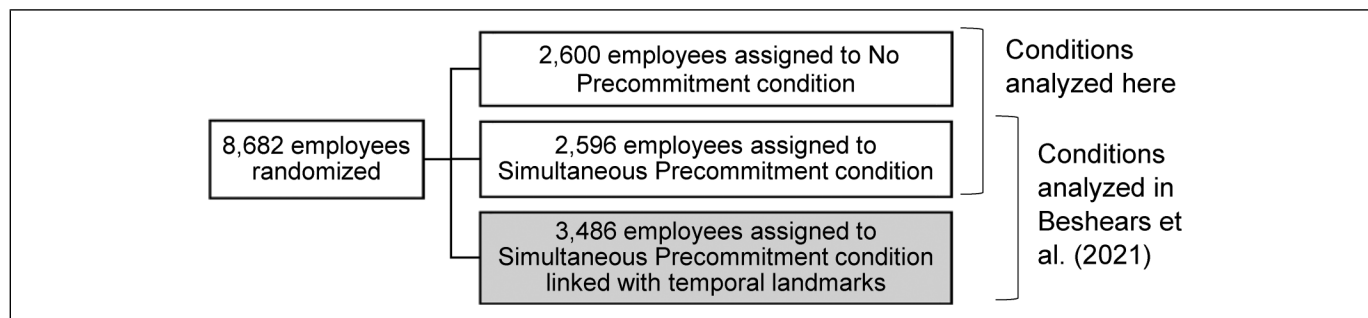 8,682 employees
randomized
2,600 employees assigned to No
Precommitment condition
2,596 employees assigned to
Simultaneous Precommitment condition
3,486 employees assigned to
Simultaneous Precommitment condition
linked with temporal landmarks
Conditions
analyzed here
Conditions
analyzed in
Beshears et
al. (2021)